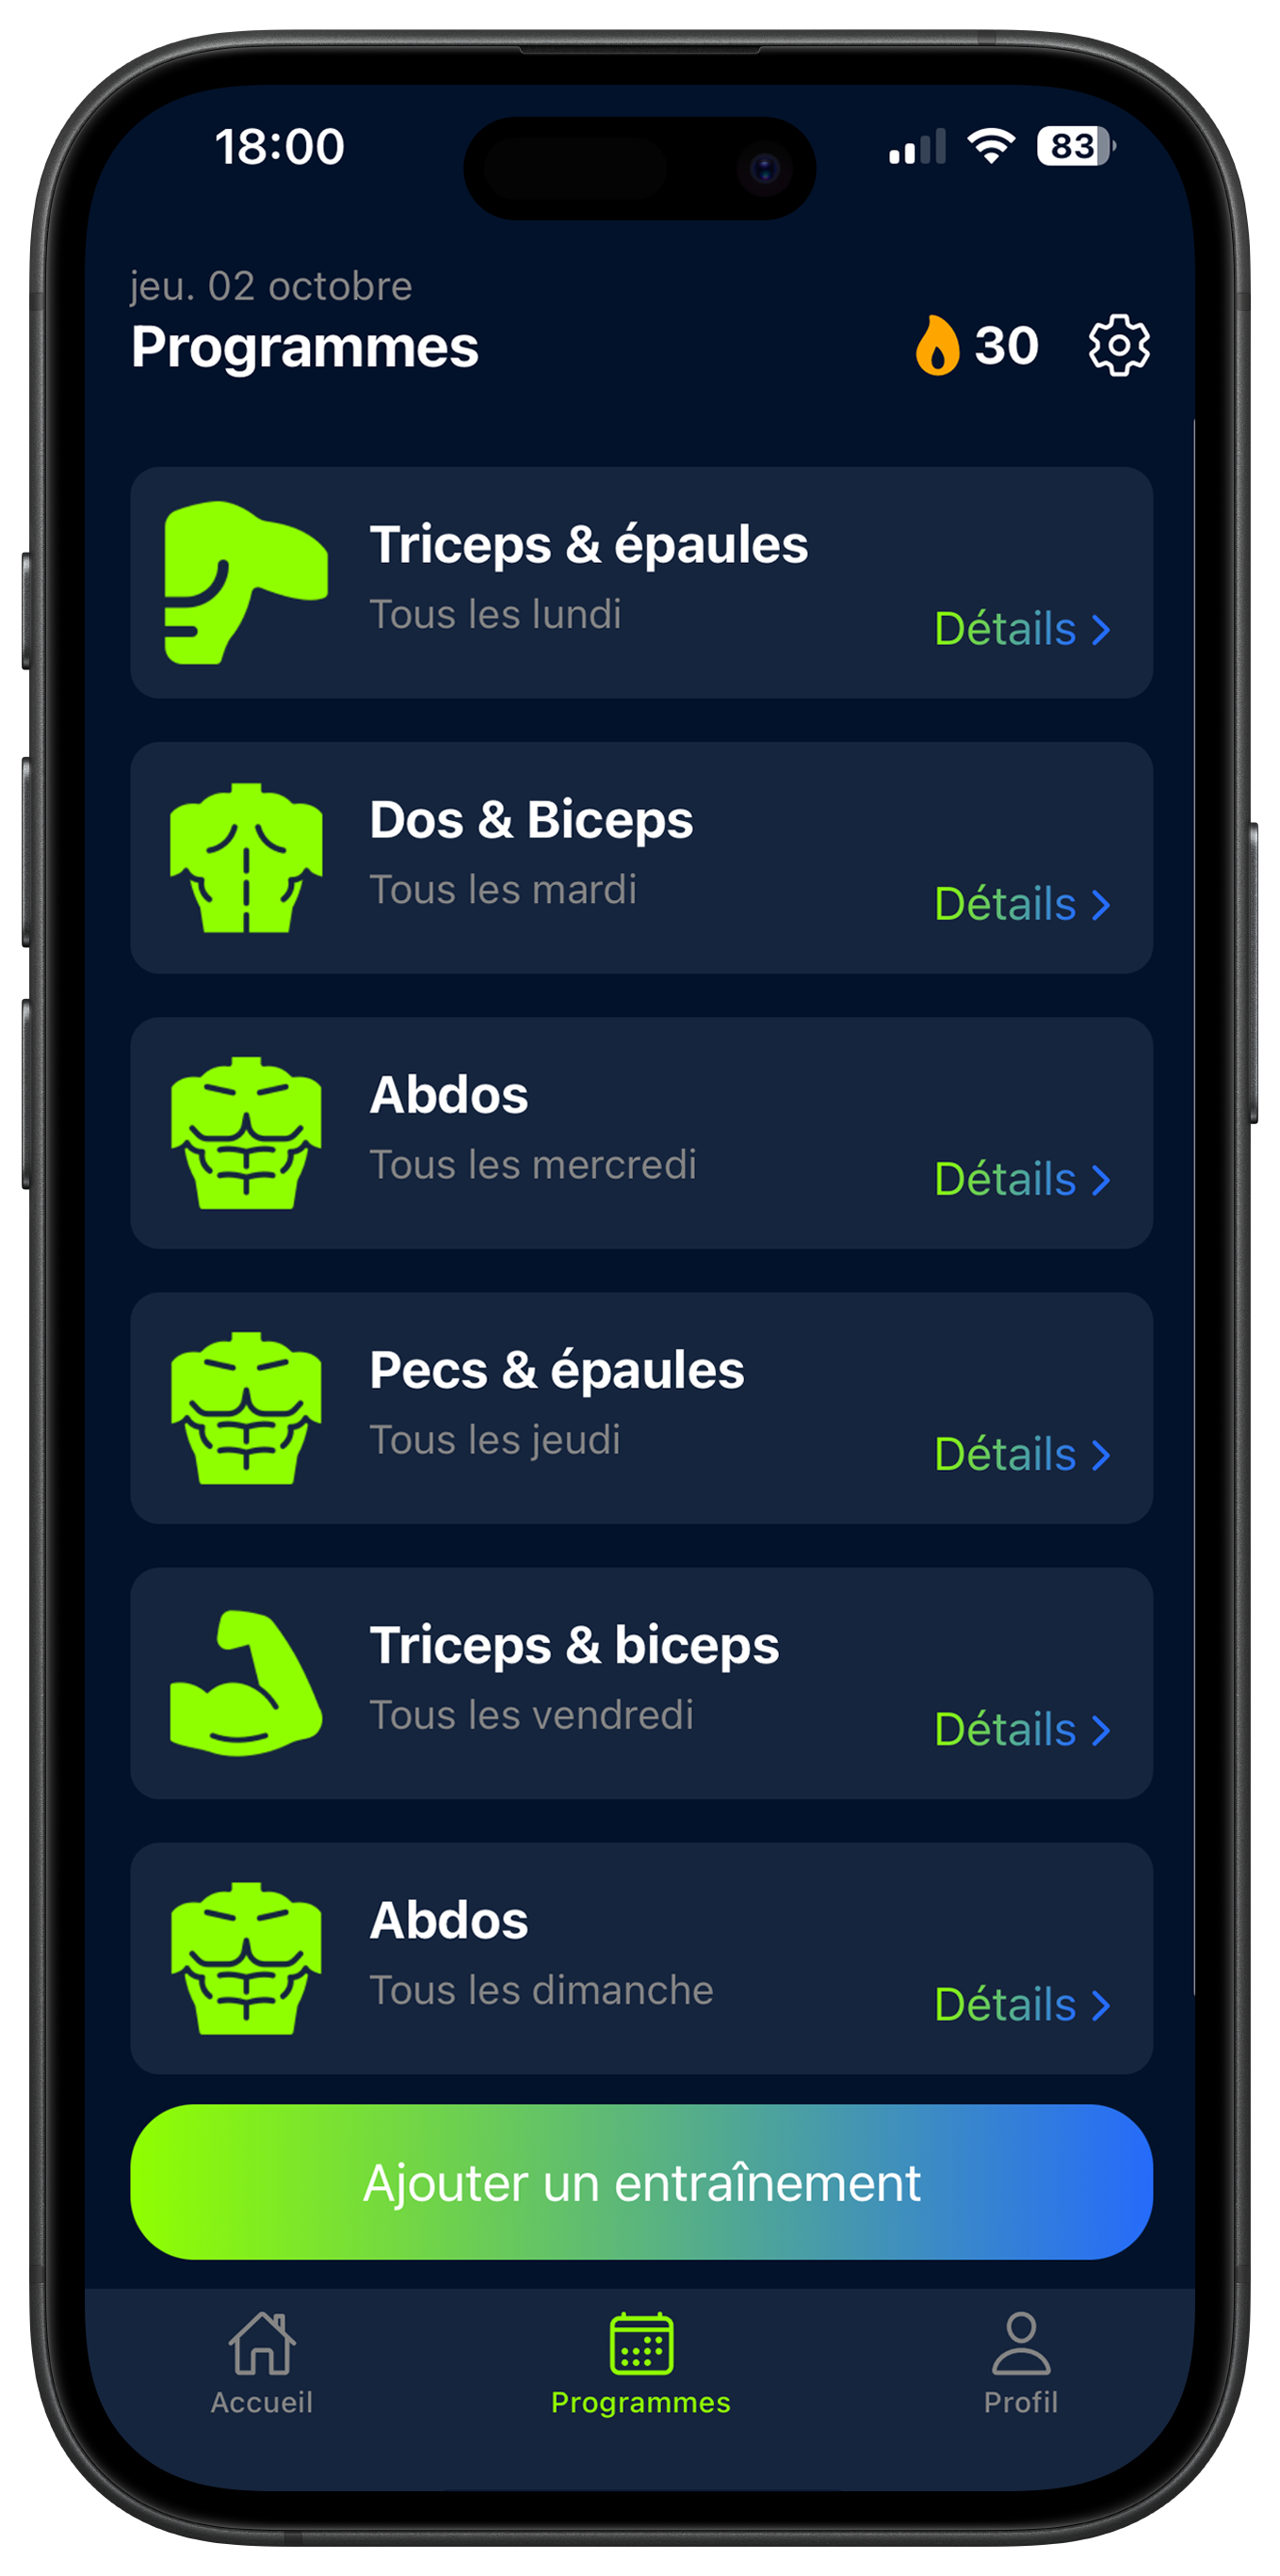 18:00
83
jeu. 02 octobre
Programmes
30
Triceps & épaules
Tous les lundi
Détails
Dos & Biceps
Tous les mardi
Détails
Abdos
Tous les mercredi
Détails
Pecs & épaules
Tous les jeudi
Détails
Triceps & biceps
Tous les vendredi
Détails
Abdos
Tous les dimanche
Détails
Ajouter un entraînement
Accueil
Programmes
Profil